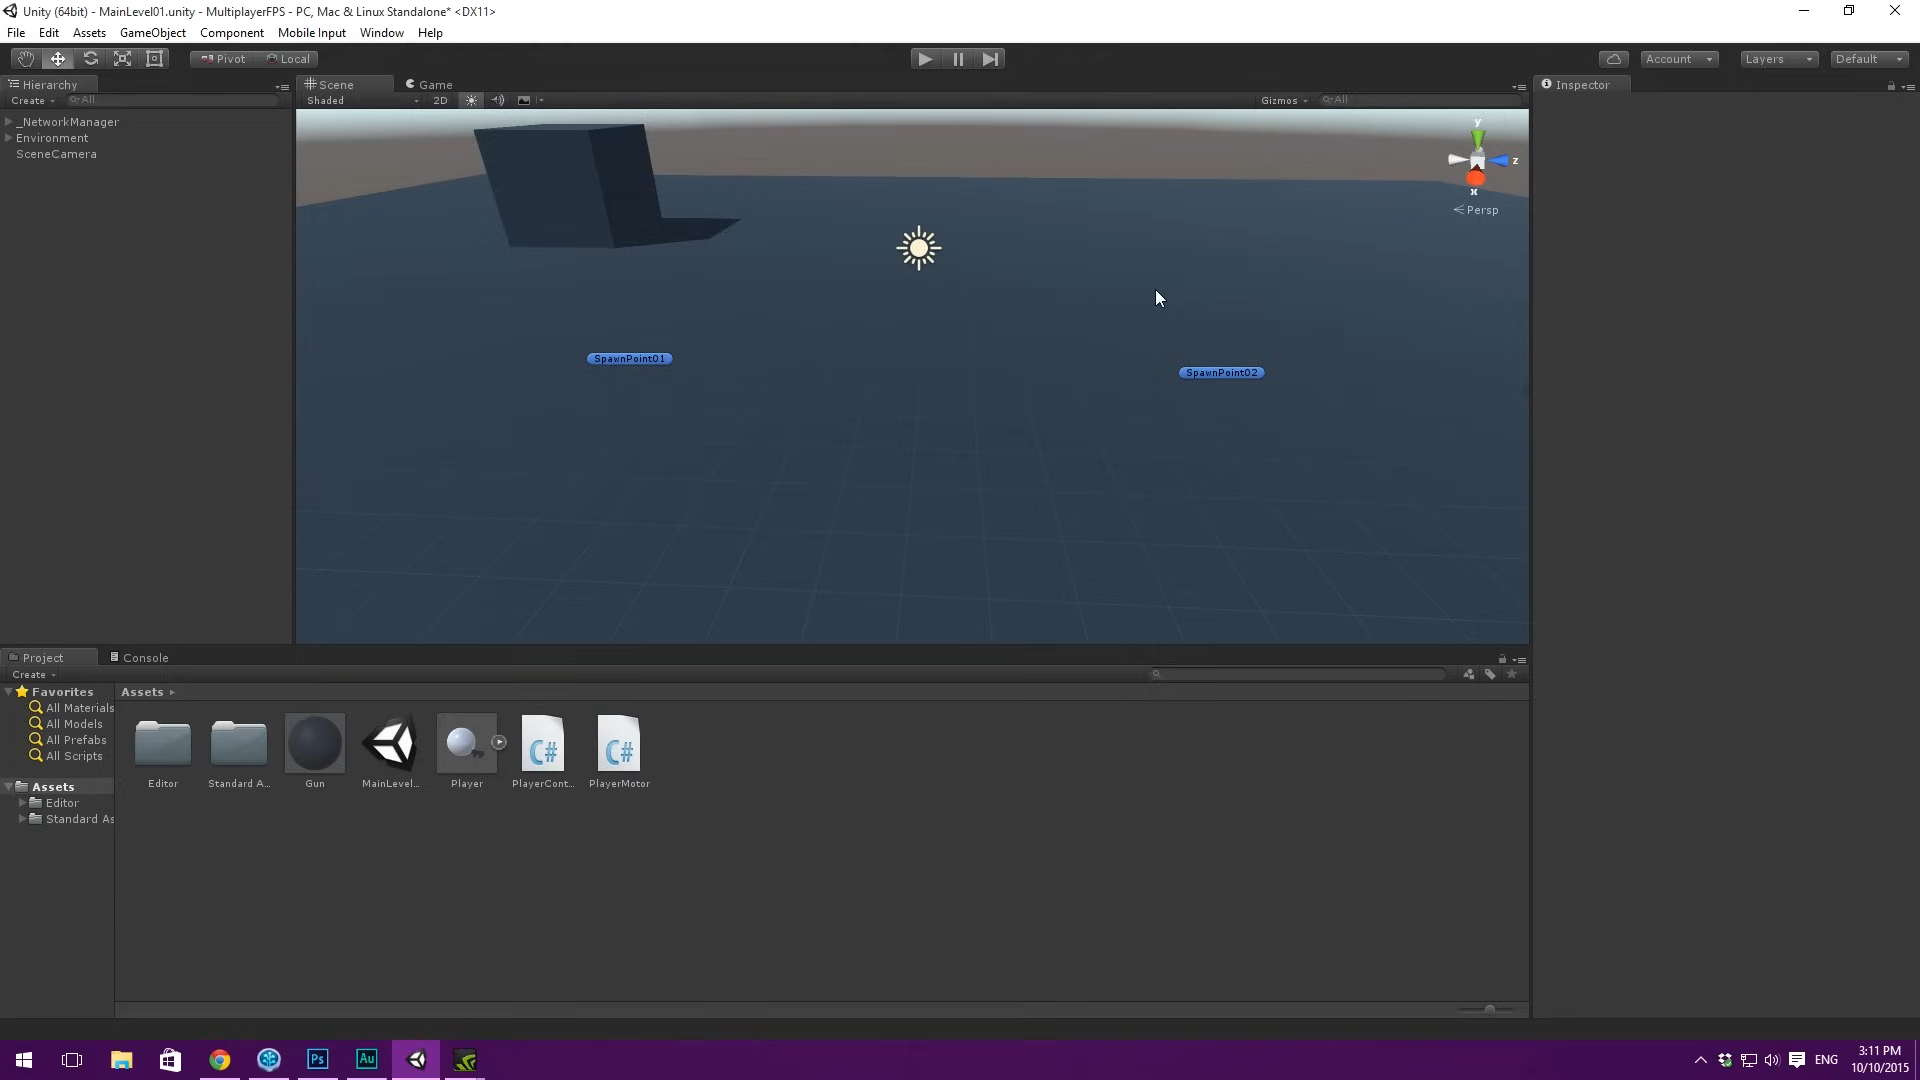 Unity (64bit) - MainLevel01.unity - MultiplayerFPS - PC, Mac & Linux Standalone* <DX11>
File Edit Assets GameObject Component Mobile Input Window Help
Pivot Local Account Layers Default
Hierarchy Scene Game Inspector
Create All Shaded 2D Gizmos All
_NetworkManager
Environment
SceneCamera
y
z
x
Persp
SpawnPoint01
SpawnPoint02
Project Console
Create
Favorites Assets
All Materials
All Models
All Prefabs
All Scripts
Assets
Editor
Standard As
C# C#
Editor Standard A... Gun MainLevel... Player PlayerCont... PlayerMotor
Ps Au ENG
3:11 PM
10/10/2015